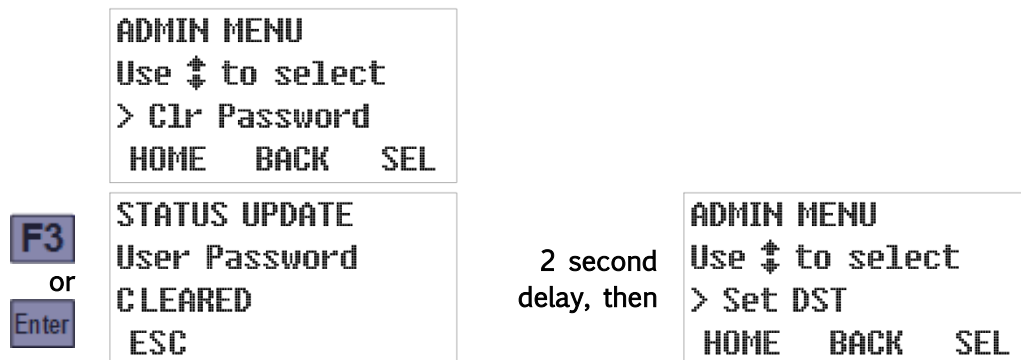 ADMIN MENU
Use ↕ to select
> Clr Password
HOME BACK SEL
F3
or
Enter
STATUS UPDATE
User Password
CLEARED
ESC
2 second
delay, then
ADMIN MENU
Use ↕ to select
> Set DST
HOME BACK SEL